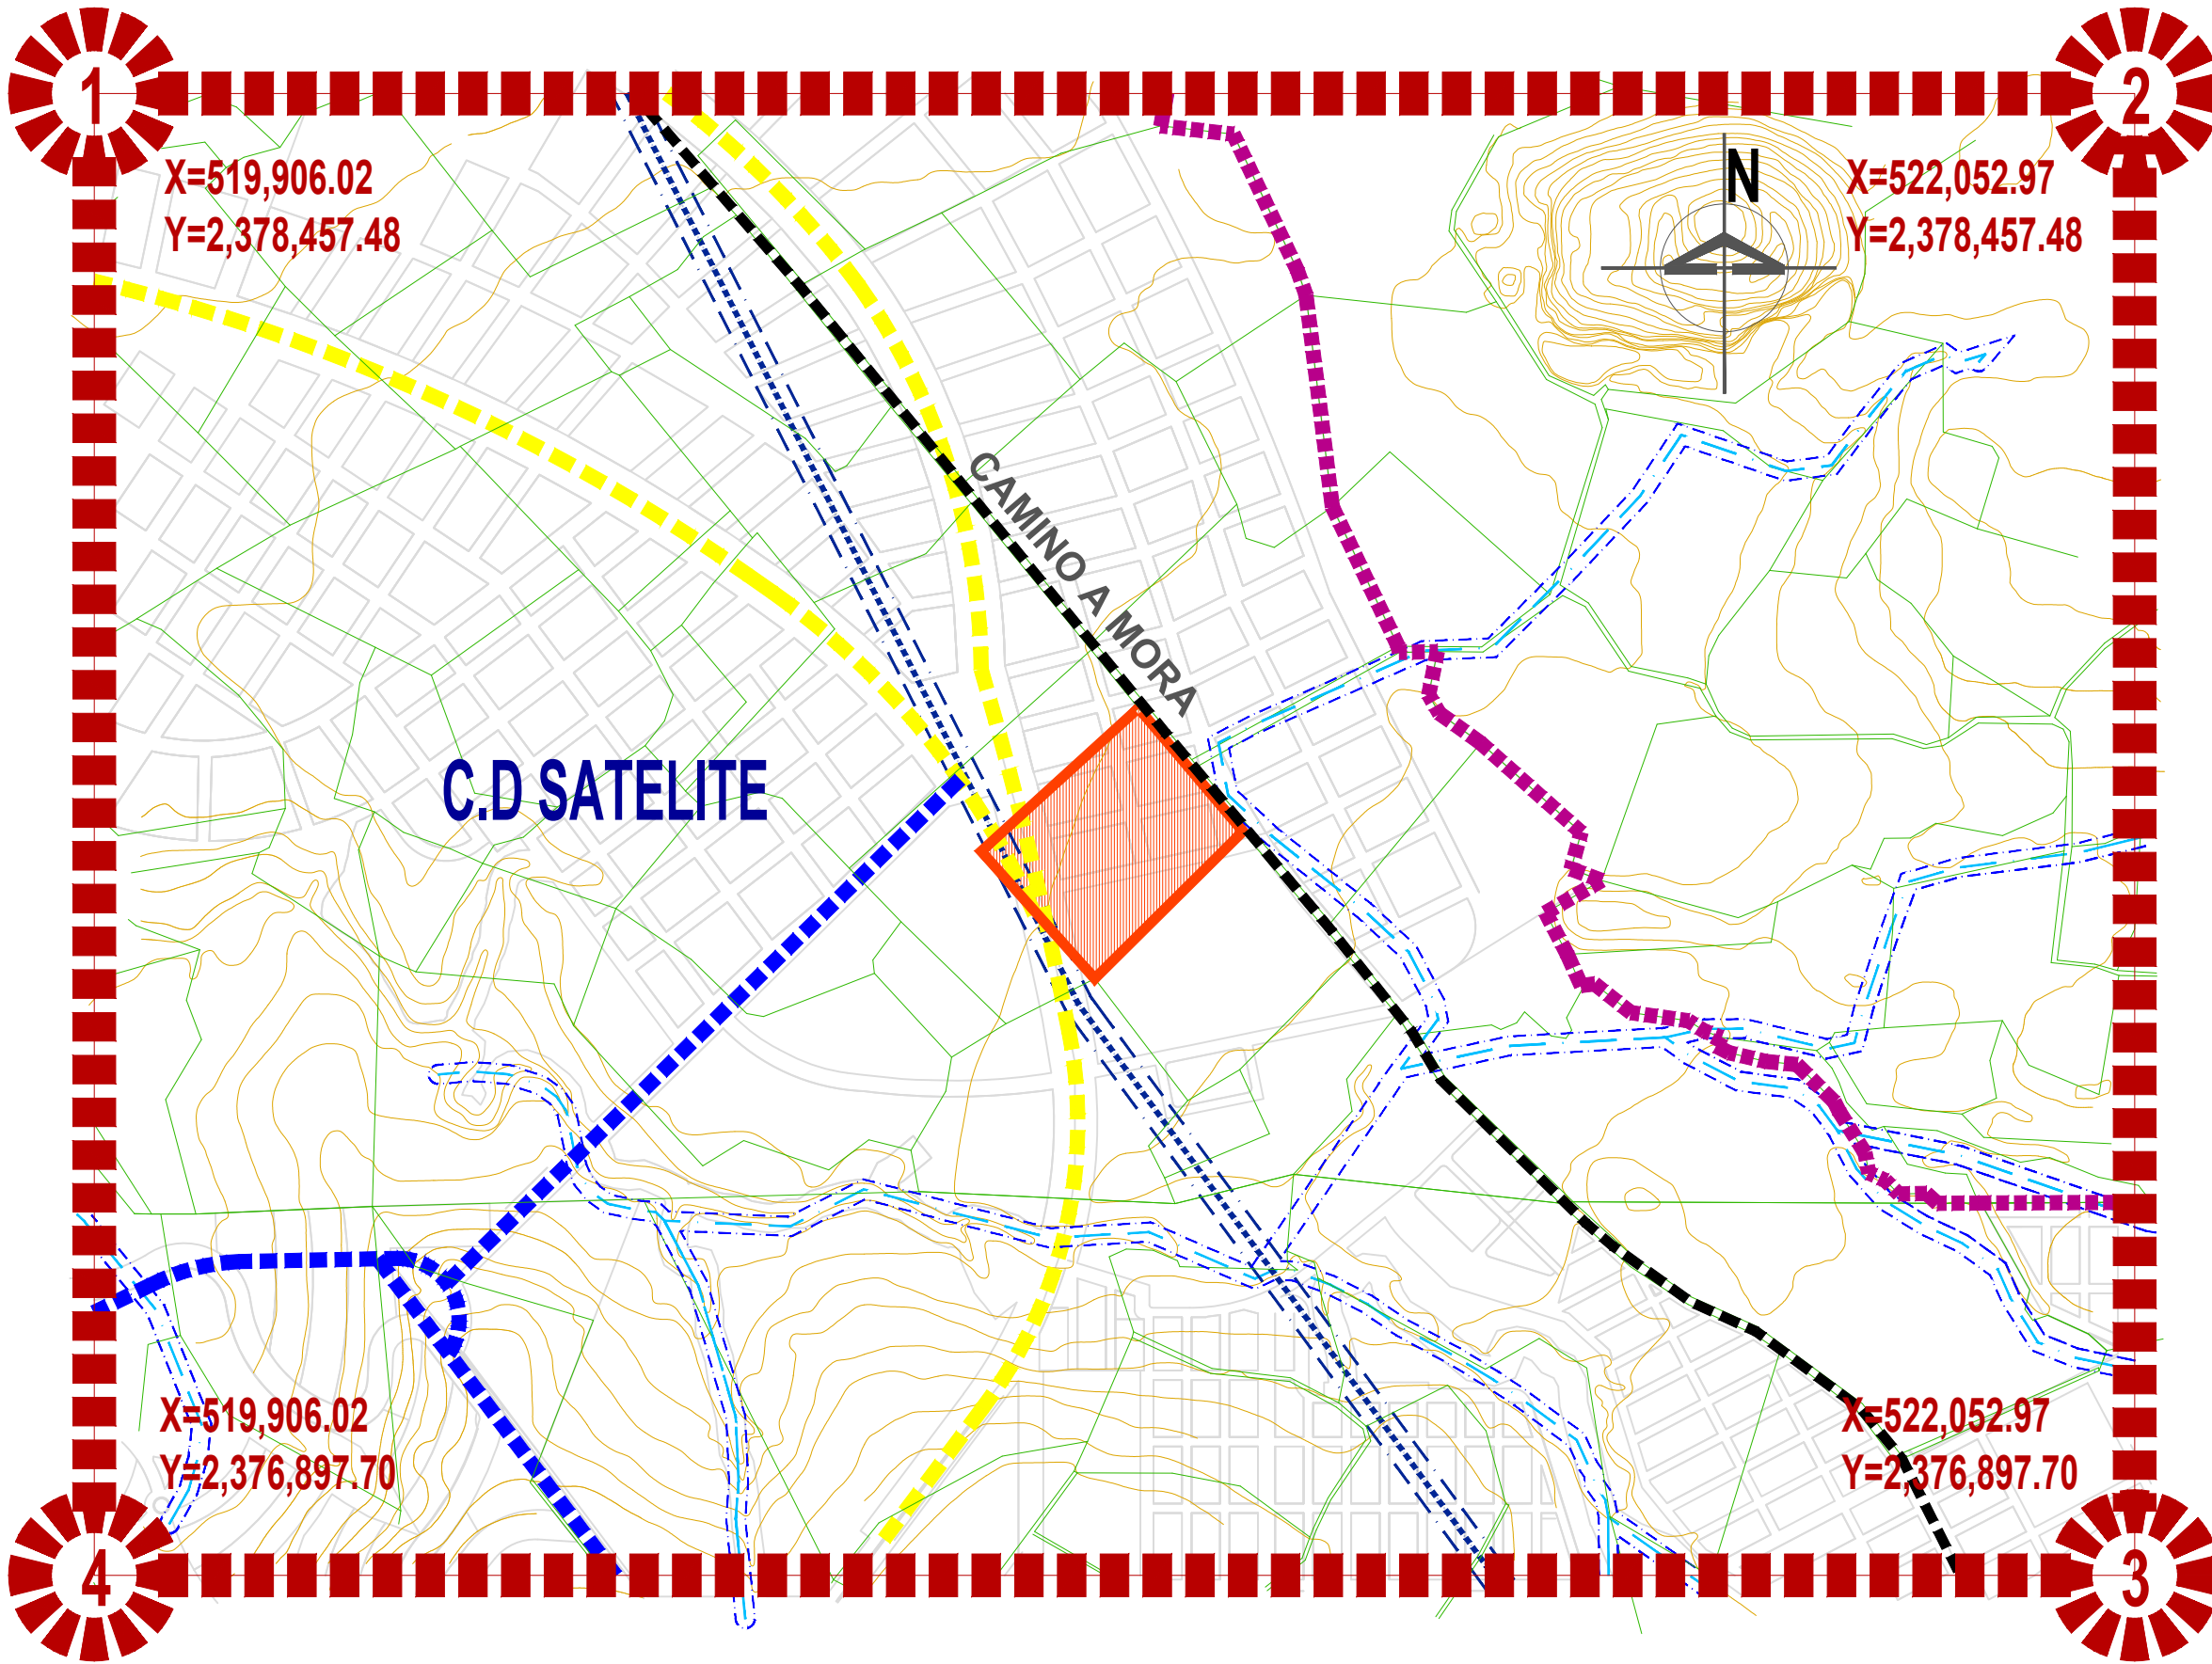 1
2
X=519,906.02
Y=2,378,457.48
N
X=522,052.97
Y=2,378,457.48
CAMINO A MORA
C.D SATELITE
X=519,906.02
Y=2,376,897.70
X=522,052.97
Y=2,376,897.70
4
3